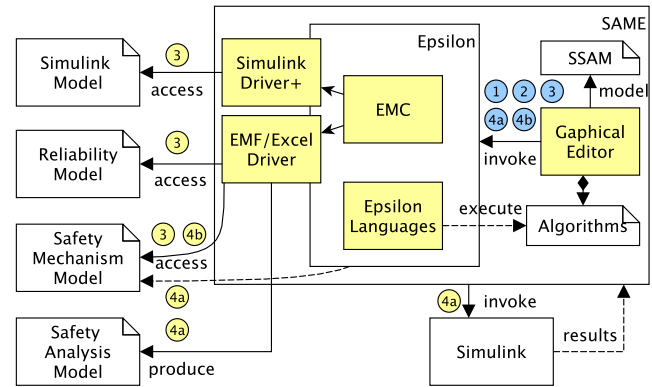 SAME
Epsilon
Simulink
Model
3
access
Simulink
Driver+
EMC
SSAM
1 2 3
model
4a 4b
invoke
Gaphical
Editor
Reliability
Model
3
access
EMF/Excel
Driver
Epsilon
Languages
execute
Algorithms
Safety
Mechanism
Model
3 4b
access
4a
Safety
Analysis
Model
4a
produce
4a
invoke
Simulink
results